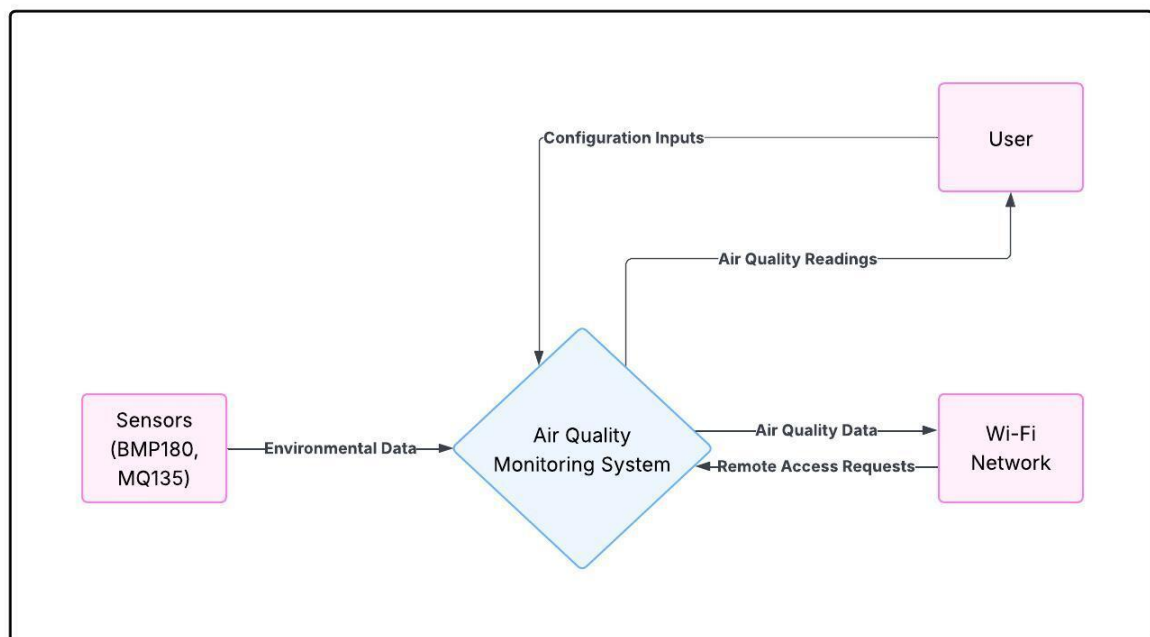 Configuration Inputs
User
Air Quality Readings
Sensors
(BMP180,
MQ135)
Environmental Data
Air Quality
Monitoring System
Air Quality Data
Remote Access Requests
Wi-Fi
Network